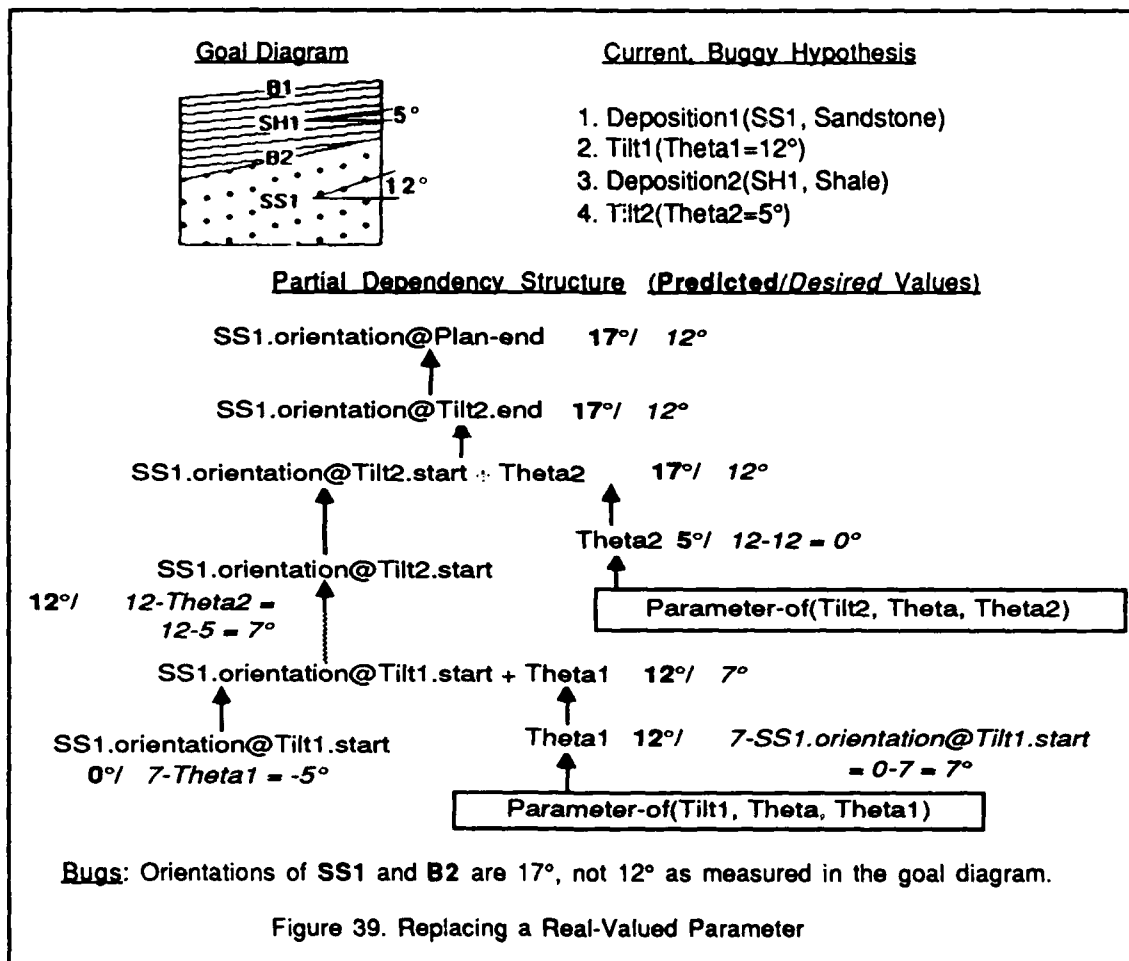 Goal Diagram
B1
SH1
5°
B2
SS1
12°
Current, Buggy Hypothesis
1. Deposition1(SS1, Sandstone)
2. Tilt1(Theta1=12°)
3. Deposition2(SH1, Shale)
4. Tilt2(Theta2=5°)
Partial Dependency Structure (Predicted/Desired Values)
SS1.orientation@Plan-end 17°/ 12°
SS1.orientation@Tilt2.end 17°/ 12°
SS1.orientation@Tilt2.start + Theta2 17°/ 12°
Theta2 5°/ 12-12 = 0°
SS1.orientation@Tilt2.start
12°/ 12-Theta2 =
12-5 = 7°
Parameter-of(Tilt2, Theta, Theta2)
SS1.orientation@Tilt1.start + Theta1 12°/ 7°
SS1.orientation@Tilt1.start
0°/ 7-Theta1 = -5°
Theta1 12°/ 7-SS1.orientation@Tilt1.start
= 0-7 = 7°
Parameter-of(Tilt1, Theta, Theta1)
Bugs: Orientations of SS1 and B2 are 17°, not 12° as measured in the goal diagram.
Figure 39. Replacing a Real-Valued Parameter